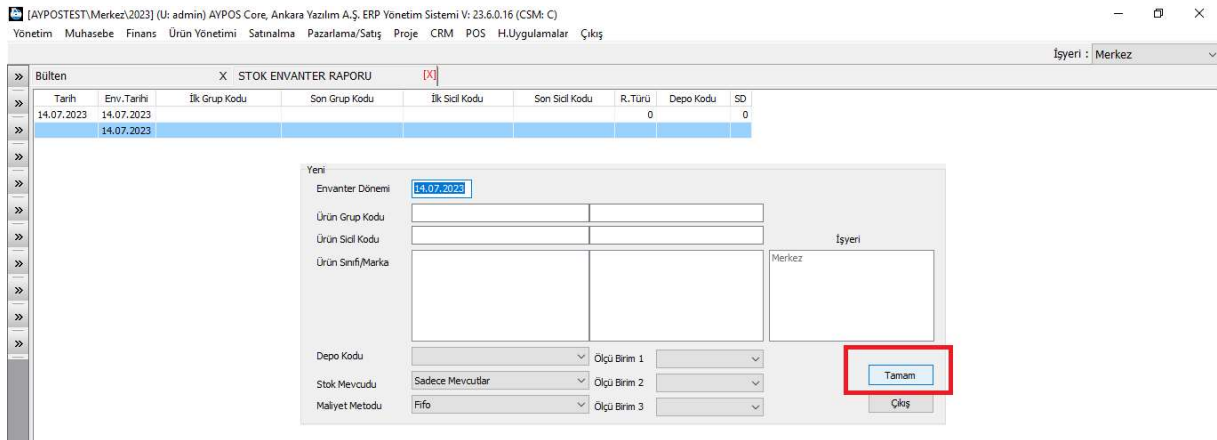 [AYPOSTEST\Merkez\2023] (U: admin) AYPOS Core, Ankara Yazılım A.Ş. ERP Yönetim Sistemi V: 23.6.0.16 (CSM: C)
Yönetim Muhasebe Finans Ürün Yönetimi Satınalma Pazarlama/Satış Proje CRM POS H.Uygulamalar Çıkış
İşyeri : Merkez
Bülten X STOK ENVANTER RAPORU [X]
Tarih Env.Tarihi İlk Grup Kodu Son Grup Kodu İlk Sicil Kodu Son Sicil Kodu R.Türü Depo Kodu SD
14.07.2023 14.07.2023 0 0
14.07.2023
Yeni
Envanter Dönemi 14.07.2023
Ürün Grup Kodu
Ürün Sicil Kodu İşyeri
Ürün Sınıfı/Marka Merkez
Depo Kodu Ölçü Birim 1
Stok Mevcudu Sadece Mevcutlar Ölçü Birim 2 Tamam
Maliyet Metodu Fifo Ölçü Birim 3 Çıkış